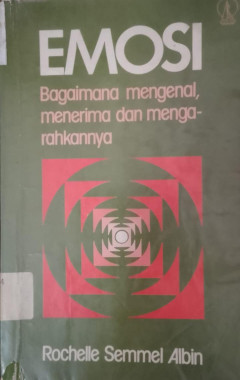 EMOSI
Bagaimana mengenal,
menerima dan menga-
rahkannya
Rochelle Semmel Albin